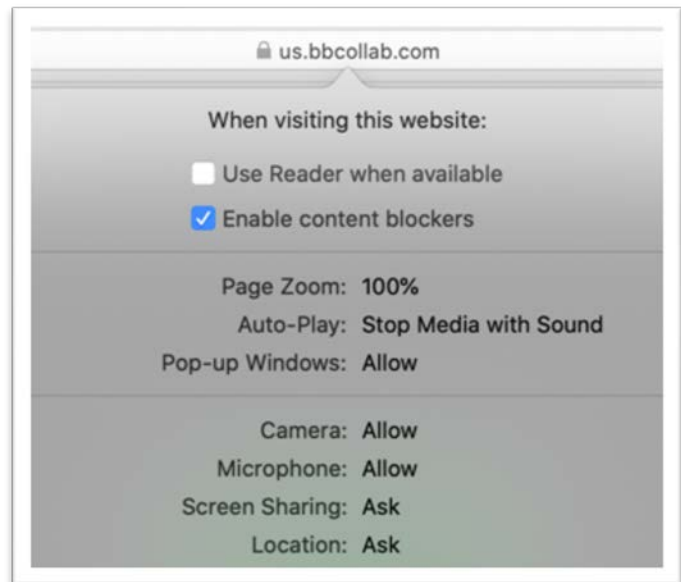 us.bbcollab.com
When visiting this website:
Use Reader when available
Enable content blockers
Page Zoom: 100%
Auto-Play: Stop Media with Sound
Pop-up Windows: Allow
Camera: Allow
Microphone: Allow
Screen Sharing: Ask
Location: Ask